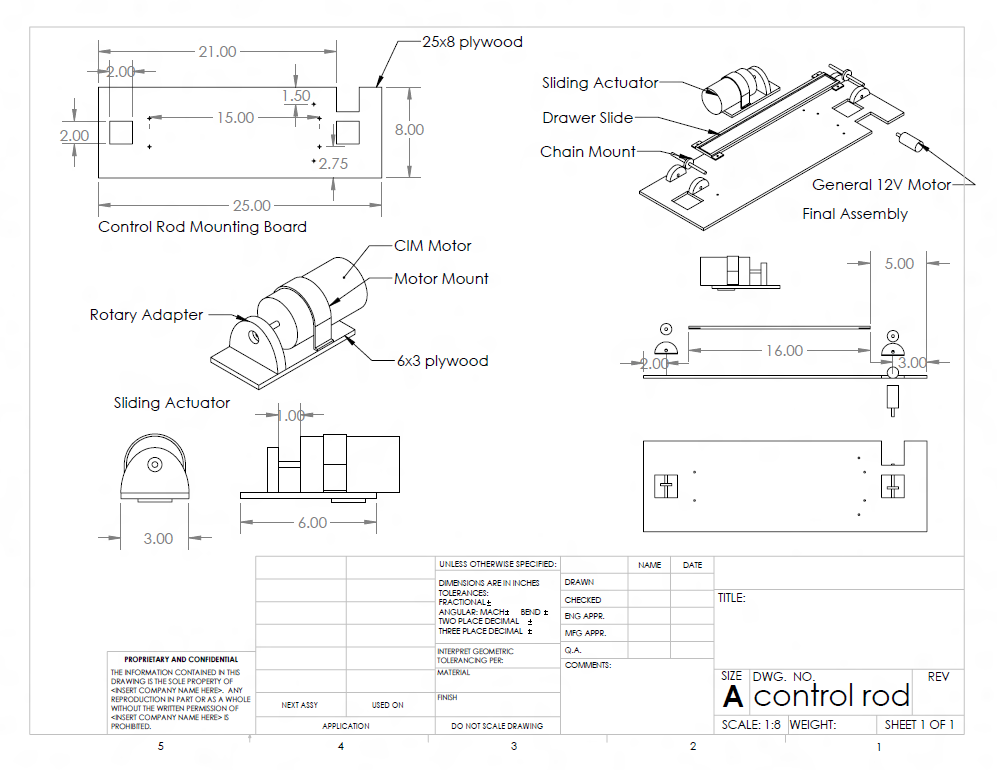 21.00
25x8 plywood
2.00
1.50
15.00
2.00
8.00
2.75
25.00
Control Rod Mounting Board
Sliding Actuator
Drawer Slide
Chain Mount
General 12V Motor
Final Assembly
CIM Motor
Motor Mount
Rotary Adapter
6x3 plywood
Sliding Actuator
5.00
16.00
2.00
3.00
1.00
3.00
6.00
UNLESS OTHERWISE SPECIFIED:
DIMENSIONS ARE IN INCHES
TOLERANCES:
FRACTIONAL±
ANGULAR: MACH± BEND ±
TWO PLACE DECIMAL ±
THREE PLACE DECIMAL ±
INTERPRET GEOMETRIC
TOLERANCING PER:
MATERIAL
FINISH
DO NOT SCALE DRAWING
NAME DATE
DRAWN
CHECKED
ENG APPR.
MFG APPR.
Q.A.
COMMENTS:
TITLE:
SIZE DWG. NO. REV
A control rod
SCALE: 1:8 WEIGHT: SHEET 1 OF 1
PROPRIETARY AND CONFIDENTIAL
THE INFORMATION CONTAINED IN THIS
DRAWING IS THE SOLE PROPERTY OF
<INSERT COMPANY NAME HERE>. ANY
REPRODUCTION IN PART OR AS A WHOLE
WITHOUT THE WRITTEN PERMISSION OF
<INSERT COMPANY NAME HERE> IS
PROHIBITED.
NEXT ASSY USED ON
APPLICATION
5 4 3 2 1